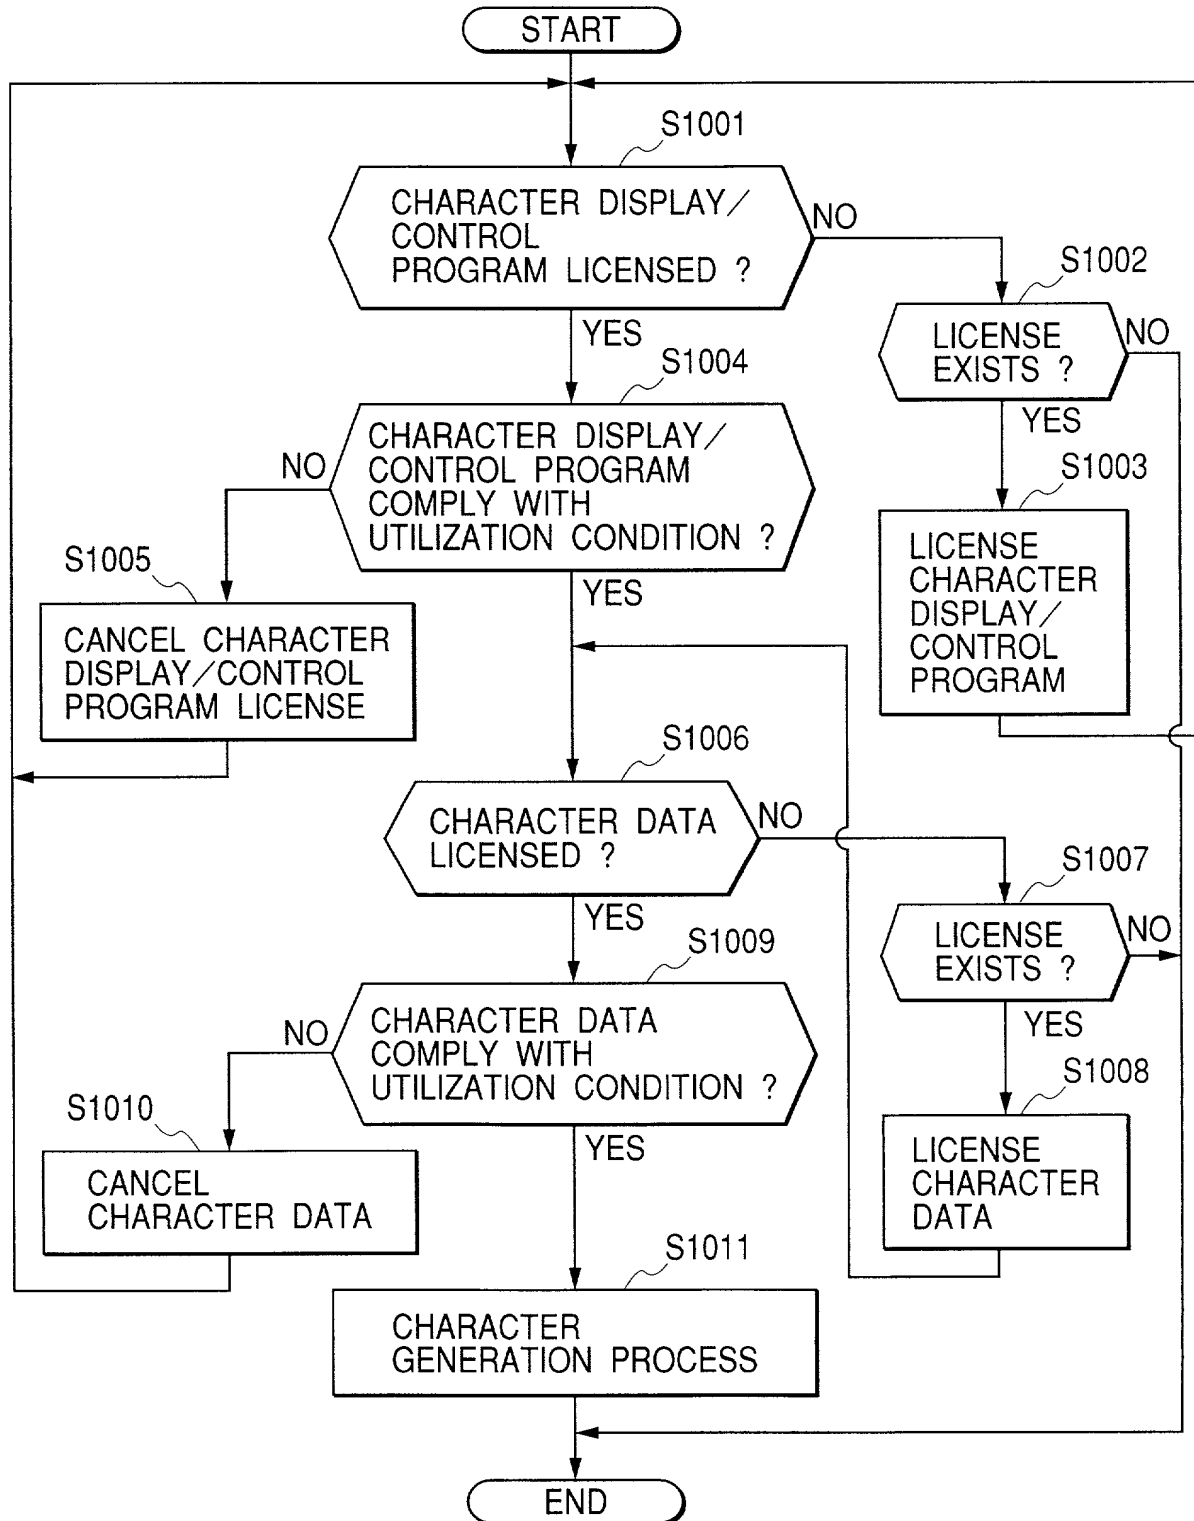 START
S1001
CHARACTER DISPLAY/
CONTROL
PROGRAM LICENSED ?
NO
S1002
LICENSE
EXISTS ?
NO
YES
YES
S1003
LICENSE
CHARACTER
DISPLAY/
CONTROL
PROGRAM
S1004
CHARACTER DISPLAY/
CONTROL PROGRAM
COMPLY WITH
UTILIZATION CONDITION ?
NO
YES
S1005
CANCEL CHARACTER
DISPLAY/CONTROL
PROGRAM LICENSE
S1006
CHARACTER DATA
LICENSED ?
NO
YES
S1007
LICENSE
EXISTS ?
NO
YES
S1008
LICENSE
CHARACTER
DATA
S1009
CHARACTER DATA
COMPLY WITH
UTILIZATION CONDITION ?
NO
YES
S1010
CANCEL
CHARACTER DATA
S1011
CHARACTER
GENERATION PROCESS
END